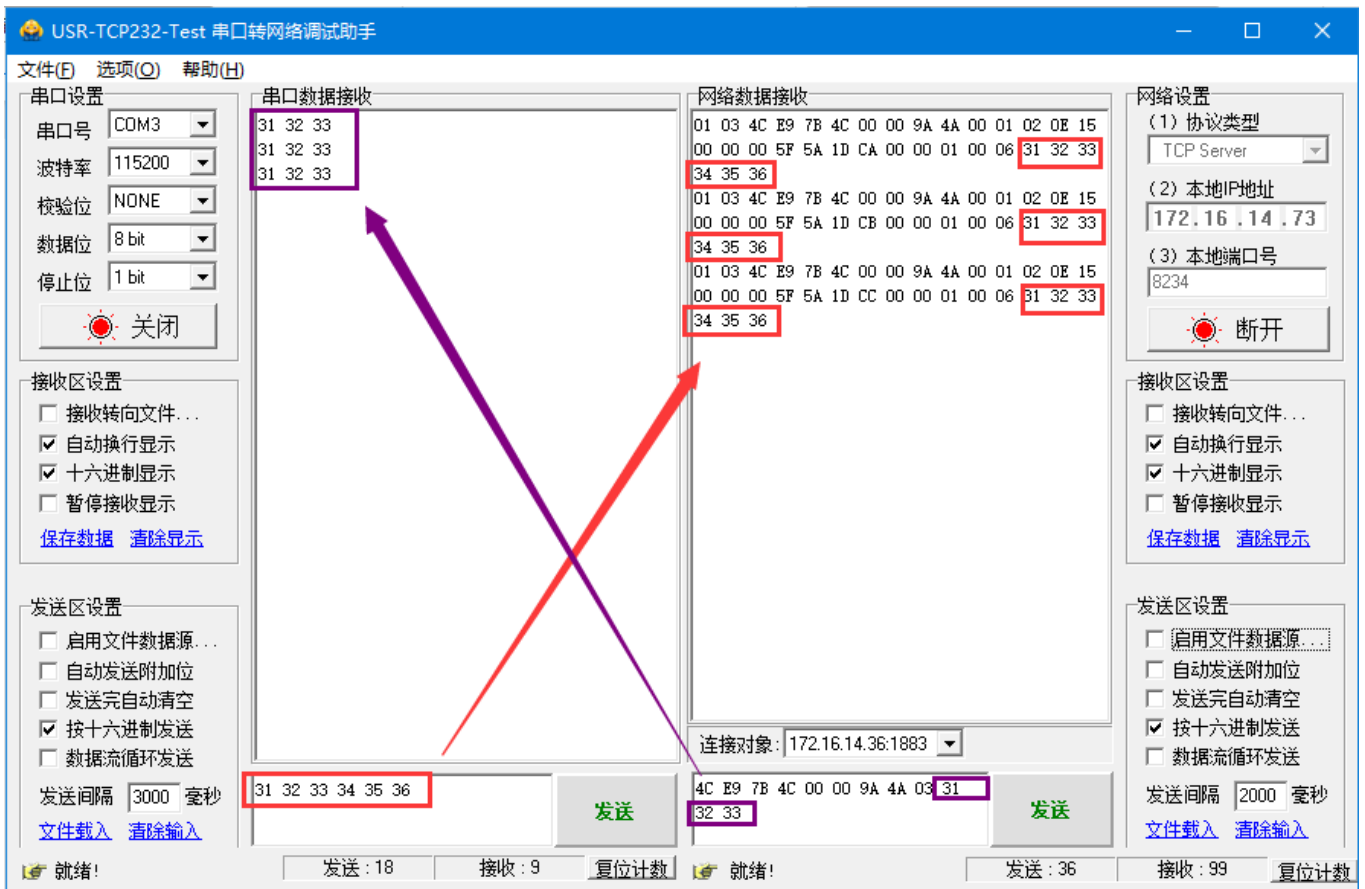 USR-TCP232-Test 串口转网络调试助手
文件(F) 选项(O) 帮助(H)
串口设置
串口号 COM3
波特率 115200
校验位 NONE
数据位 8 bit
停止位 1 bit
关闭
接收区设置
接收转向文件...
自动换行显示
十六进制显示
暂停接收显示
保存数据 清除显示
发送区设置
启用文件数据源...
自动发送附加位
发送完自动清空
按十六进制发送
数据流循环发送
发送间隔 3000 毫秒
文件载入 清除输入
串口数据接收
31 32 33
31 32 33
31 32 33
31 32 33 34 35 36
发送
网络数据接收
01 03 4C E9 7B 4C 00 00 9A 4A 00 01 02 0E 15
00 00 00 5F 5A 1D CA 00 00 01 00 06 31 32 33
34 35 36
01 03 4C E9 7B 4C 00 00 9A 4A 00 01 02 0E 15
00 00 00 5F 5A 1D CB 00 00 01 00 06 31 32 33
34 35 36
01 03 4C E9 7B 4C 00 00 9A 4A 00 01 02 0E 15
00 00 00 5F 5A 1D CC 00 00 01 00 06 31 32 33
34 35 36
连接对象: 172.16.14.36:1883
4C E9 7B 4C 00 00 9A 4A 03 31
32 33
发送
网络设置
(1) 协议类型
TCP Server
(2) 本地IP地址
172.16.14.73
(3) 本地端口号
8234
断开
接收区设置
接收转向文件...
自动换行显示
十六进制显示
暂停接收显示
保存数据 清除显示
发送区设置
启用文件数据源...
自动发送附加位
发送完自动清空
按十六进制发送
数据流循环发送
发送间隔 2000 毫秒
文件载入 清除输入
就绪! 发送:18 接收:9 复位计数 就绪! 发送:36 接收:99 复位计数